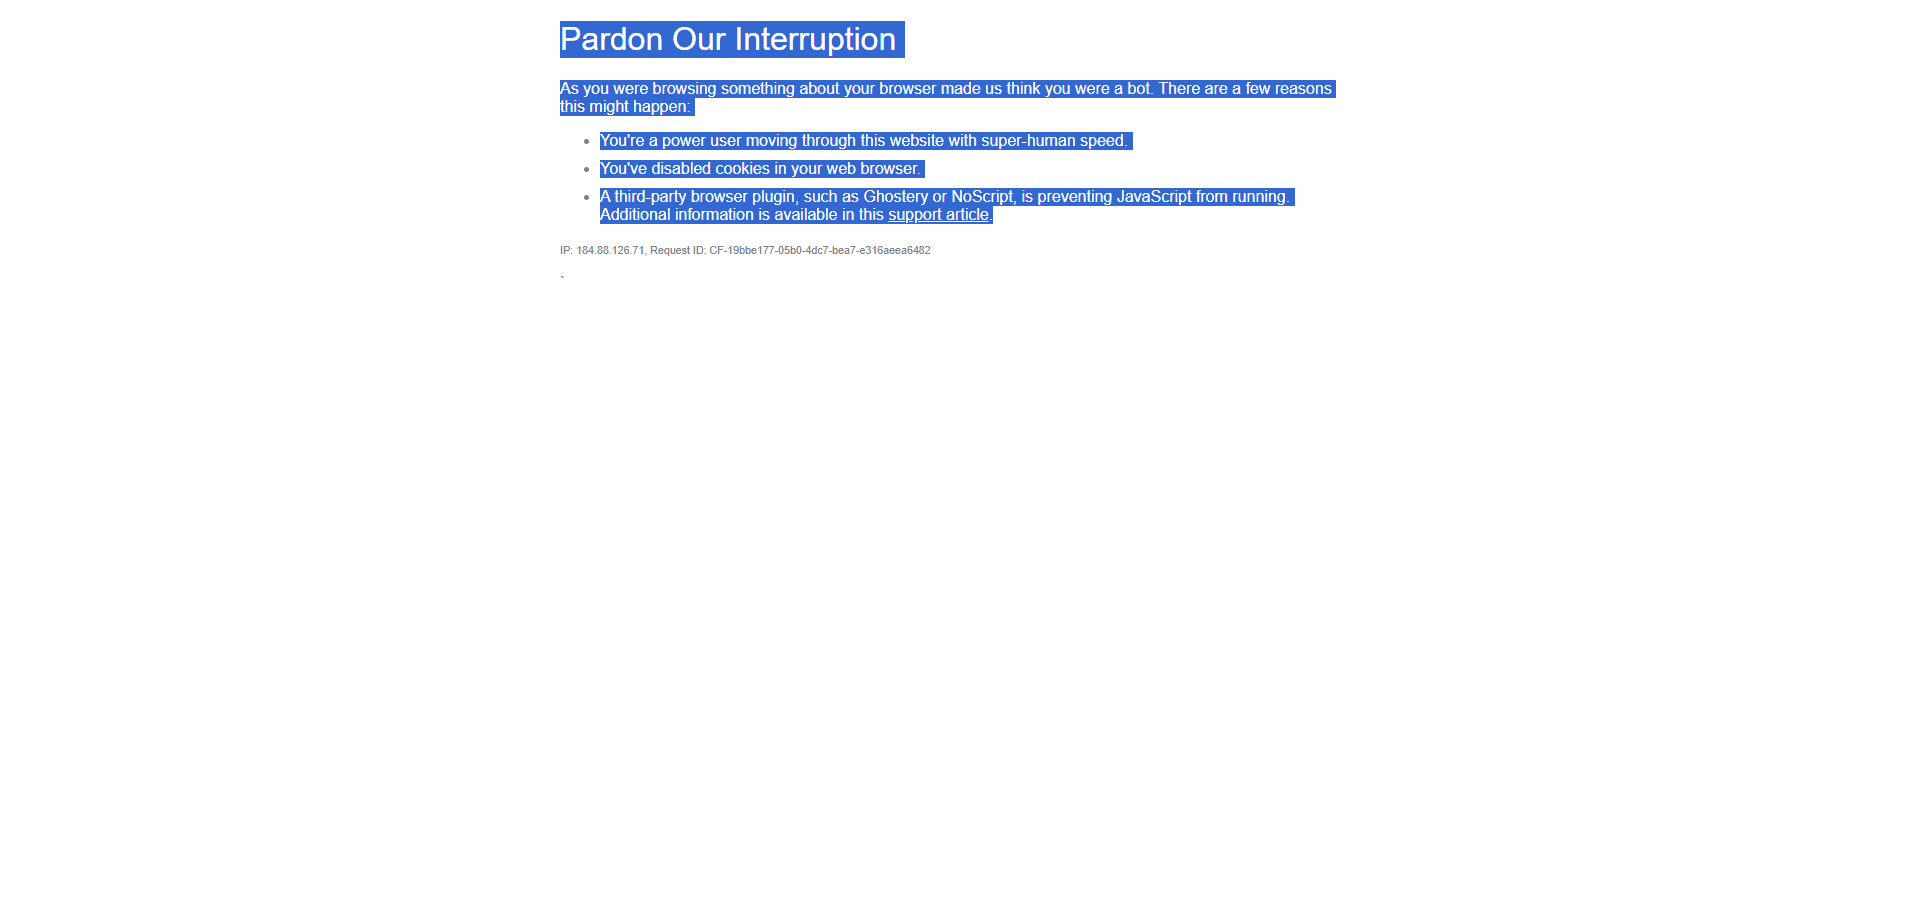 Pardon Our Interruption
As you were browsing something about your browser made us think you were a bot. There are a few reasons
this might happen:
• You're a power user moving through this website with super-human speed.
• You've disabled cookies in your web browser.
• A third-party browser plugin, such as Ghostery or NoScript, is preventing JavaScript from running.
Additional information is available in this support article.
IP: 184.88.126.71, Request ID: CF-19bbe177-05b0-4dc7-bea7-e316aeea6482
`